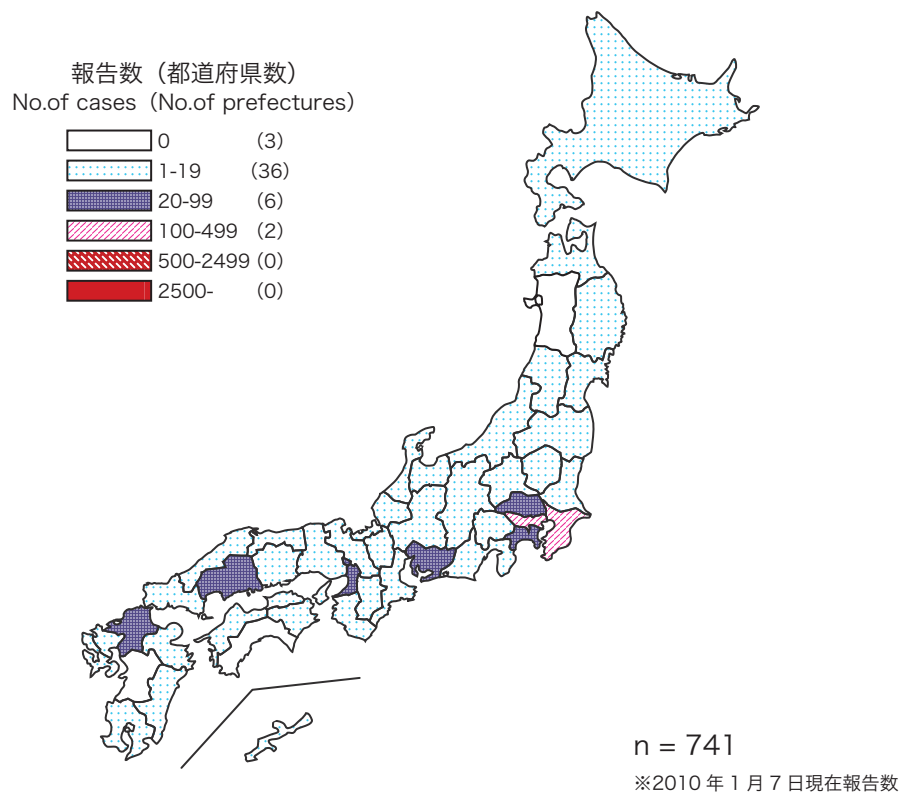 報告数（都道府県数）
No.of cases（No.of prefectures）
0 （3）
1-19 （36）
20-99 （6）
100-499 （2）
500-2499（0）
2500- （0）
n = 741
※2010 年 1 月 7 日現在報告数